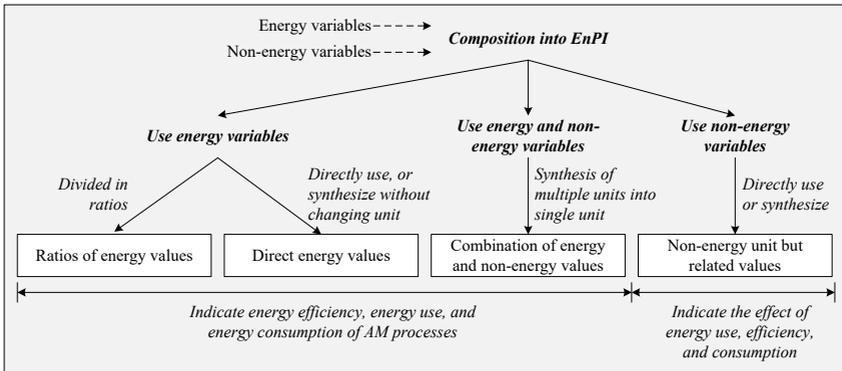 Energy variables
Non-energy variables
Composition into EnPI
Use energy variables
Use energy and non-
energy variables
Use non-energy
variables
Divided in
ratios
Directly use, or
synthesize without
changing unit
Synthesis of
multiple units into
single unit
Directly use
or synthesize
Ratios of energy values
Direct energy values
Combination of energy
and non-energy values
Non-energy unit but
related values
Indicate energy efficiency, energy use, and
energy consumption of AM processes
Indicate the effect of
energy use, efficiency,
and consumption